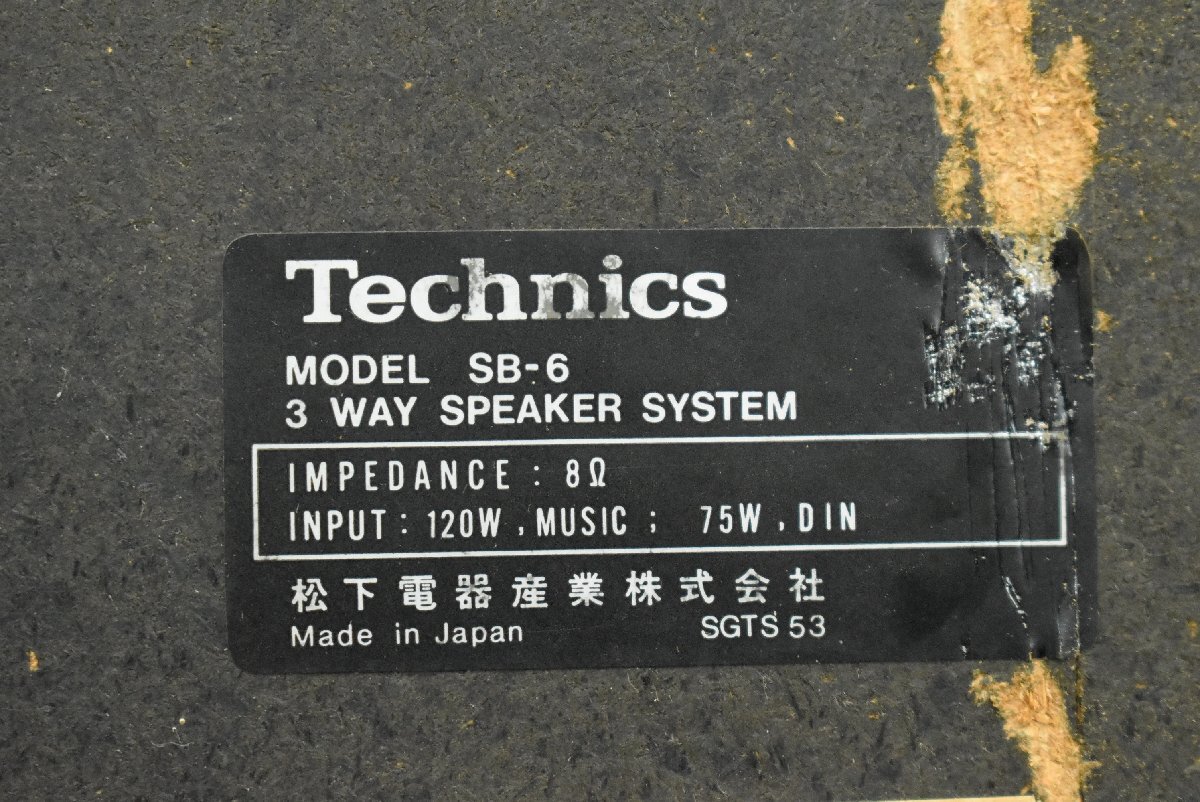 Technics
MODEL SB-6
3 WAY SPEAKER SYSTEM
IMPEDANCE : 8Ω
INPUT : 120W , MUSIC ; 75W , DIN
松下電器産業株式会社
Made in Japan SGTS 53